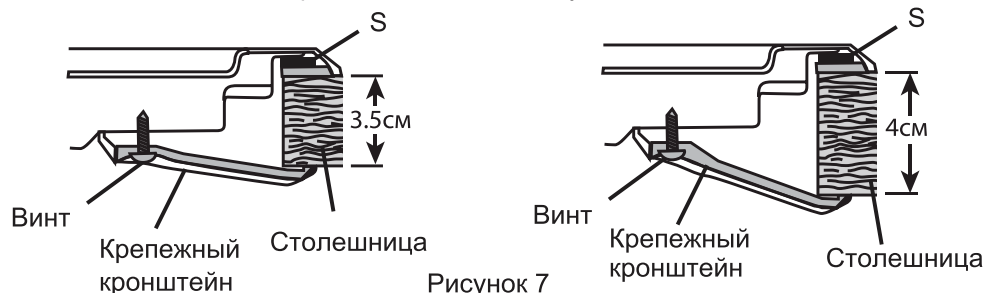 S
3.5см
Винт
Крепежный
кронштейн
Столешница
S
4см
Винт
Крепежный
кронштейн
Столешница
Рисунок 7